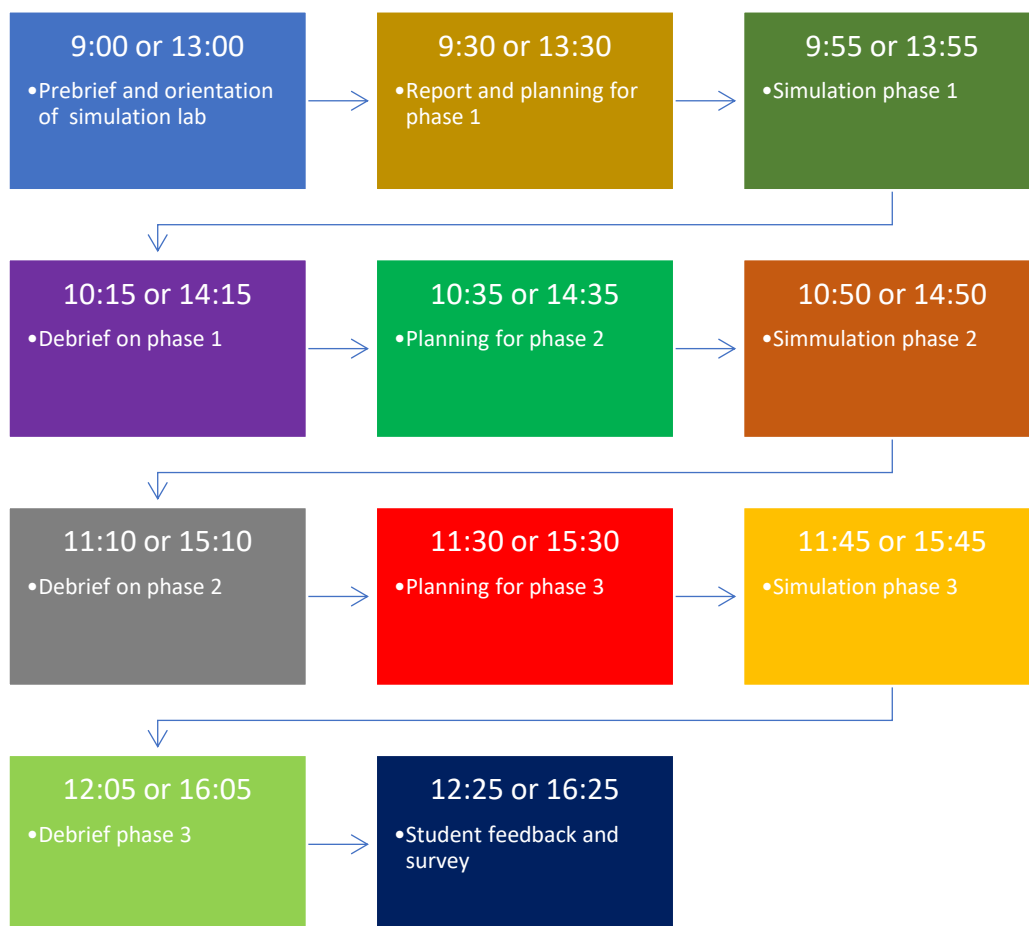 9:00 or 13:00
•Prebrief and orientation
of simulation lab
9:30 or 13:30
•Report and planning for
phase 1
9:55 or 13:55
•Simulation phase 1
10:15 or 14:15
•Debrief on phase 1
10:35 or 14:35
•Planning for phase 2
10:50 or 14:50
•Simmulation phase 2
11:10 or 15:10
•Debrief on phase 2
11:30 or 15:30
•Planning for phase 3
11:45 or 15:45
•Simulation phase 3
12:05 or 16:05
•Debrief phase 3
12:25 or 16:25
•Student feedback and
survey